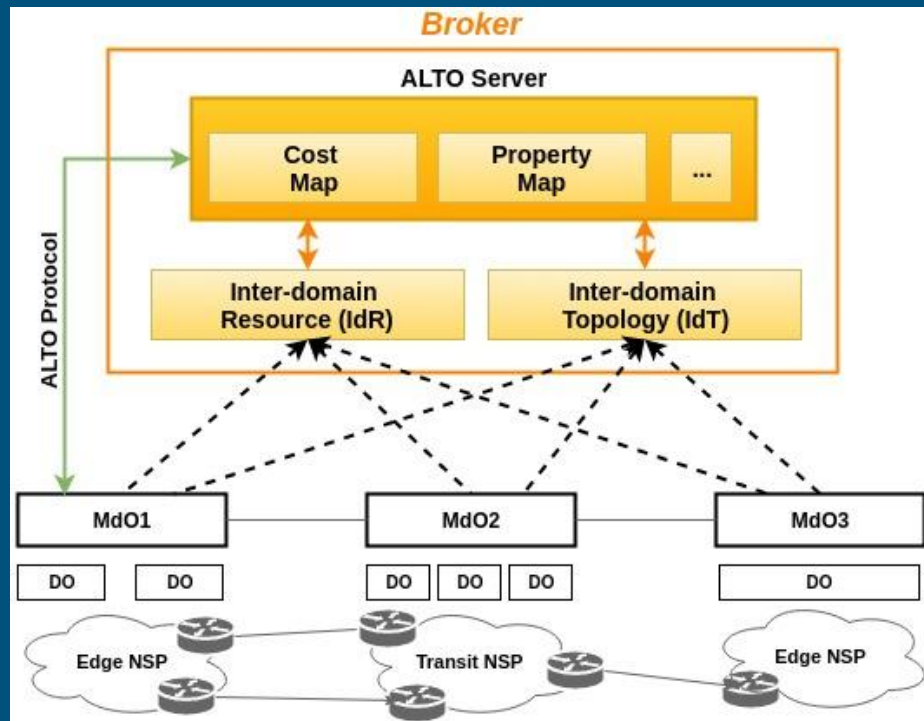 Broker
ALTO Server
Cost
Map
Property
Map
...
ALTO Protocol
Inter-domain
Resource (IdR)
Inter-domain
Topology (IdT)
MdO1
MdO2
MdO3
DO
DO
DO
DO
DO
DO
Edge NSP
Transit NSP
Edge NSP